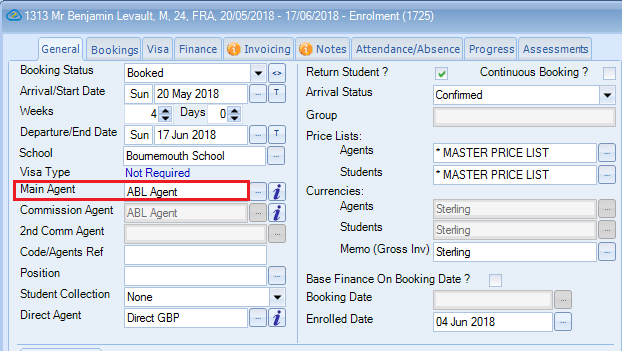 1313 Mr Benjamin Levault, M, 24, FRA, 20/05/2018 - 17/06/2018 - Enrolment (1725)
General Bookings Visa Finance Invoicing Notes Attendance/Absence Progress Assessments
Booking Status Booked <>
Arrival/Start Date Sun 20 May 2018 ... T
Weeks 4 Days 0
Departure/End Date Sun 17 Jun 2018 ... T
School Bournemouth School ...
Visa Type Not Required
Main Agent ABL Agent ... i
Commission Agent ABL Agent ... i
2nd Comm Agent ...
Code/Agents Ref
Position ...
Student Collection None
Direct Agent Direct GBP ... i
Return Student ? Continuous Booking ?
Arrival Status Confirmed
Group
Price Lists:
Agents * MASTER PRICE LIST ...
Students * MASTER PRICE LIST ...
Currencies:
Agents Sterling ...
Students Sterling ...
Memo (Gross Inv) Sterling ...
Base Finance On Booking Date ?
Booking Date ...
Enrolled Date 04 Jun 2018 ...